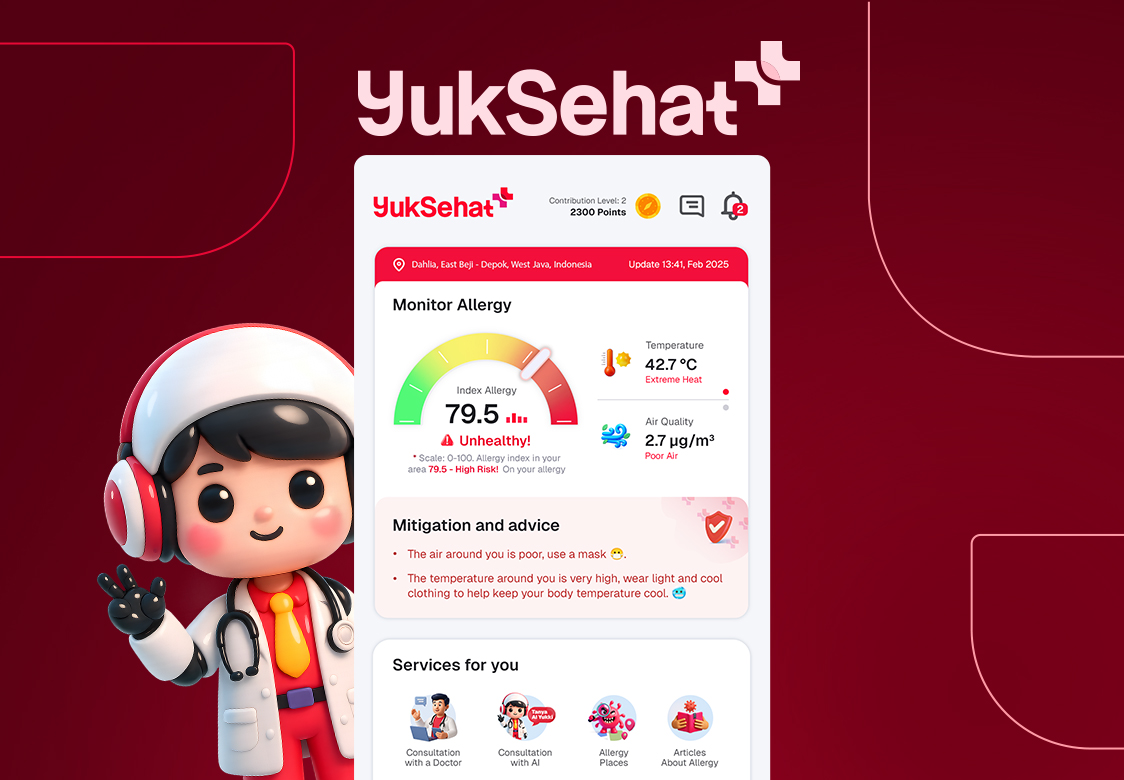 YukSehat
YukSehat
Contribution Level: 2
2300 Points
2
Dahlia, East Beji - Depok, West Java, Indonesia
Update 13:41, Feb 2025
Monitor Allergy
Index Allergy
79.5
Unhealthy!
* Scale: 0-100. Allergy index in your
area 79.5 - High Risk! On your allergy
Temperature
42.7 °C
Extreme Heat
Air Quality
2.7 µg/m³
Poor Air
Mitigation and advice
• The air around you is poor, use a mask 😷.
• The temperature around you is very high, wear light and cool
clothing to help keep your body temperature cool. 🥶
Services for you
Tanya
AI Yukki
Consultation
with a Doctor
Consultation
with AI
Allergy
Places
Articles
About Allergy